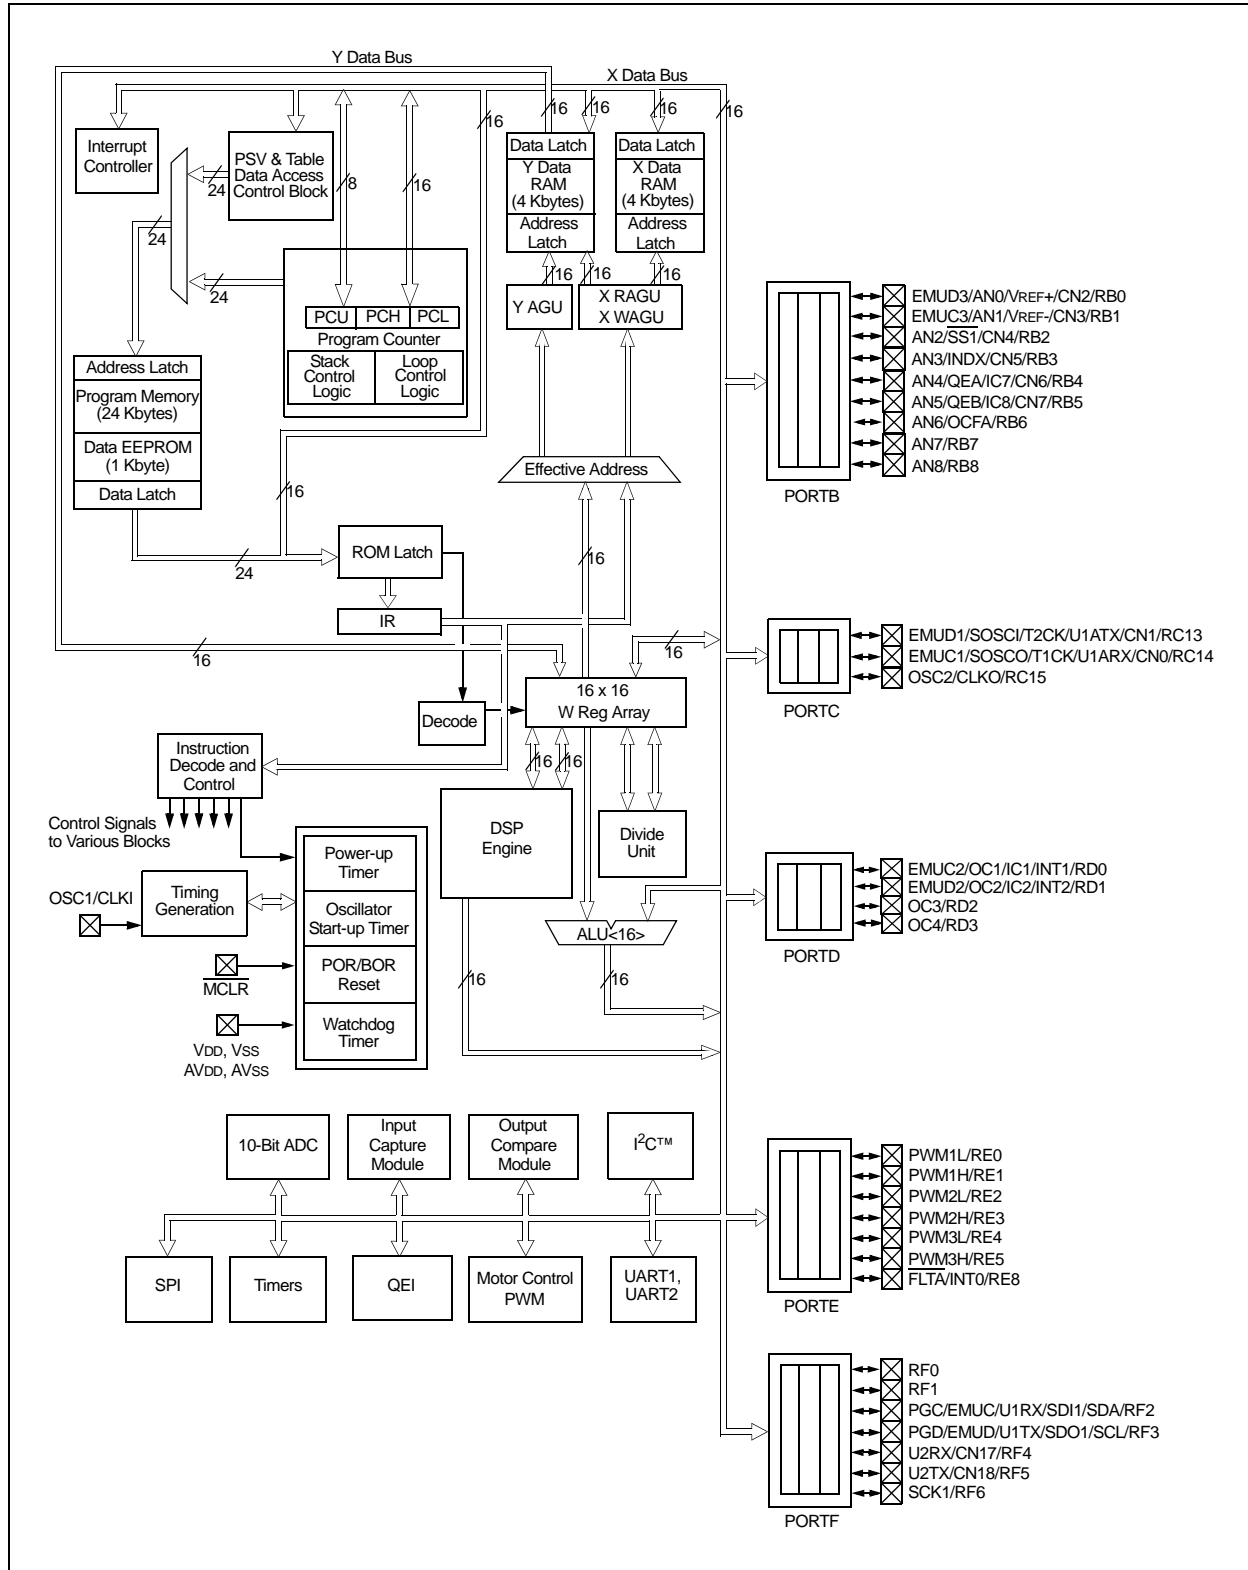 Y Data Bus
X Data Bus
16
16
16
16
16
Interrupt
Controller
PSV & Table
Data Access
Control Block
24
8
16
24
24
Data Latch
Y Data
RAM
(4 Kbytes)
Address
Latch
Data Latch
X Data
RAM
(4 Kbytes)
Address
Latch
16
16
16
Y AGU
X RAGU
X WAGU
PCU
PCH
PCL
Program Counter
Stack
Control
Logic
Loop
Control
Logic
Address Latch
Program Memory
(24 Kbytes)
Data EEPROM
(1 Kbyte)
Data Latch
Effective Address
16
24
ROM Latch
16
IR
16
16
16 x 16
W Reg Array
Decode
Instruction
Decode and
Control
16
16
Control Signals
to Various Blocks
DSP
Engine
Divide
Unit
Power-up
Timer
OSC1/CLKI
Timing
Generation
Oscillator
Start-up Timer
ALU<16>
POR/BOR
Reset
MCLR
16
16
Watchdog
Timer
VDD, VSS
AVDD, AVSS
10-Bit ADC
Input
Capture
Module
Output
Compare
Module
I2C™
SPI
Timers
QEI
Motor Control
PWM
UART1,
UART2
EMUD3/AN0/VREF+/CN2/RB0
EMUC3/AN1/VREF-/CN3/RB1
AN2/SS1/CN4/RB2
AN3/INDX/CN5/RB3
AN4/QEA/IC7/CN6/RB4
AN5/QEB/IC8/CN7/RB5
AN6/OCFA/RB6
AN7/RB7
AN8/RB8
PORTB
EMUD1/SOSCI/T2CK/U1ATX/CN1/RC13
EMUC1/SOSCO/T1CK/U1ARX/CN0/RC14
OSC2/CLKO/RC15
PORTC
EMUC2/OC1/IC1/INT1/RD0
EMUD2/OC2/IC2/INT2/RD1
OC3/RD2
OC4/RD3
PORTD
PWM1L/RE0
PWM1H/RE1
PWM2L/RE2
PWM2H/RE3
PWM3L/RE4
PWM3H/RE5
FLTA/INT0/RE8
PORTE
RF0
RF1
PGC/EMUC/U1RX/SDI1/SDA/RF2
PGD/EMUD/U1TX/SDO1/SCL/RF3
U2RX/CN17/RF4
U2TX/CN18/RF5
SCK1/RF6
PORTF